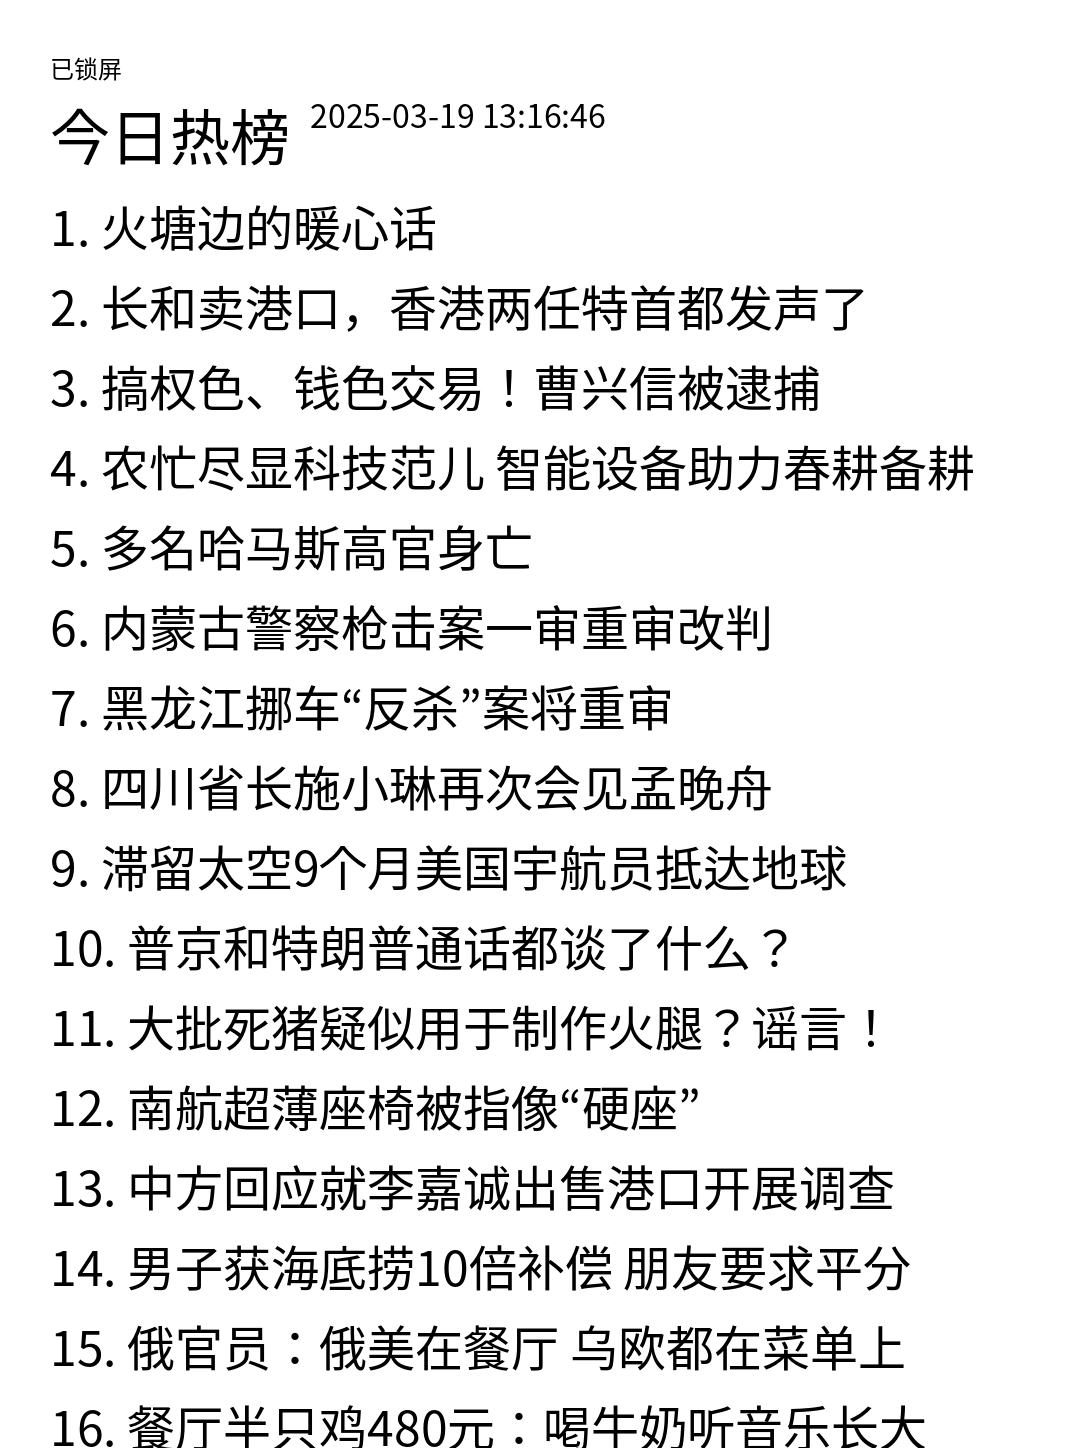 已锁屏
今日热榜 2025-03-19 13:16:46
1. 火塘边的暖心话
2. 长和卖港口，香港两任特首都发声了
3. 搞权色、钱色交易！曹兴信被逮捕
4. 农忙尽显科技范儿 智能设备助力春耕备耕
5. 多名哈马斯高官身亡
6. 内蒙古警察枪击案一审重审改判
7. 黑龙江挪车“反杀”案将重审
8. 四川省长施小琳再次会见孟晚舟
9. 滞留太空9个月美国宇航员抵达地球
10. 普京和特朗普通话都谈了什么？
11. 大批死猪疑似用于制作火腿？谣言！
12. 南航超薄座椅被指像“硬座”
13. 中方回应就李嘉诚出售港口开展调查
14. 男子获海底捞10倍补偿 朋友要求平分
15. 俄官员：俄美在餐厅 乌欧都在菜单上
16. 餐厅半只鸡480元：喝牛奶听音乐长大